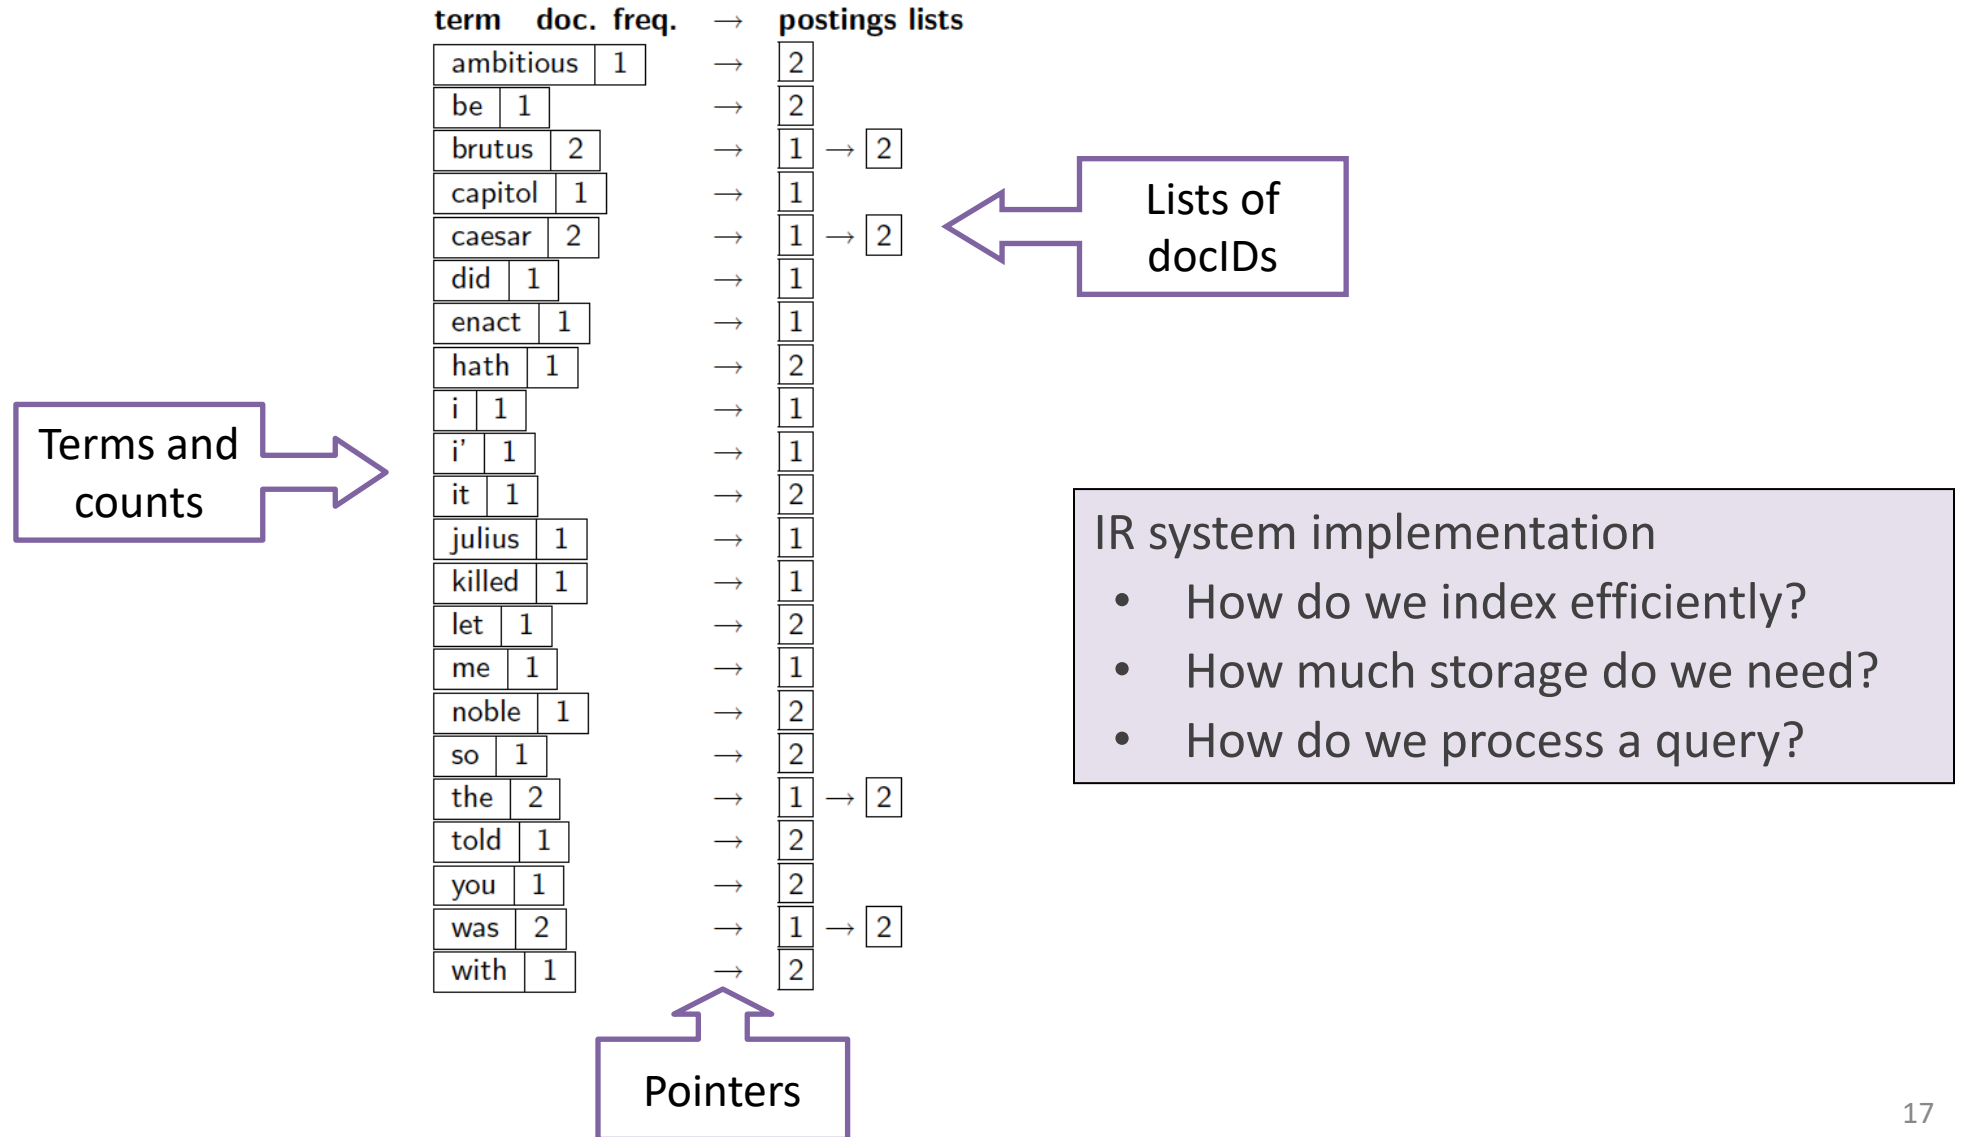 term doc. freq. → postings lists
ambitious 1 → 2
be 1 → 2
brutus 2 → 1 → 2
capitol 1 → 1
caesar 2 → 1 → 2
did 1 → 1
enact 1 → 1
hath 1 → 2
i 1 → 1
i' 1 → 1
it 1 → 2
julius 1 → 1
killed 1 → 1
let 1 → 2
me 1 → 1
noble 1 → 2
so 1 → 2
the 2 → 1 → 2
told 1 → 2
you 1 → 2
was 2 → 1 → 2
with 1 → 2
Lists of
docIDs
Terms and
counts
IR system implementation
• How do we index efficiently?
• How much storage do we need?
• How do we process a query?
Pointers
17